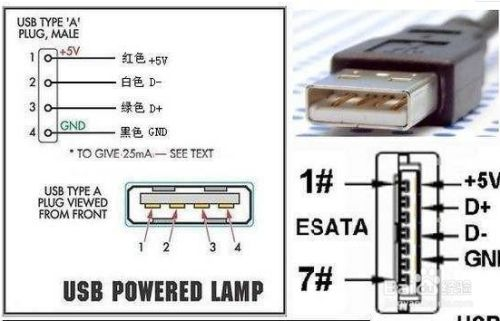 USB TYPE 'A'
PLUG, MALE
+5V
1 红色 +5V
2 白色 D-
3 绿色 D+
GND
4 黑色 GND
* TO GIVE 25mA — SEE TEXT
USB TYPE A
PLUG VIEWED
FROM FRONT
1 2 3 4
USB POWERED LAMP
1#
ESATA
7#
+5V
D+
D-
GN